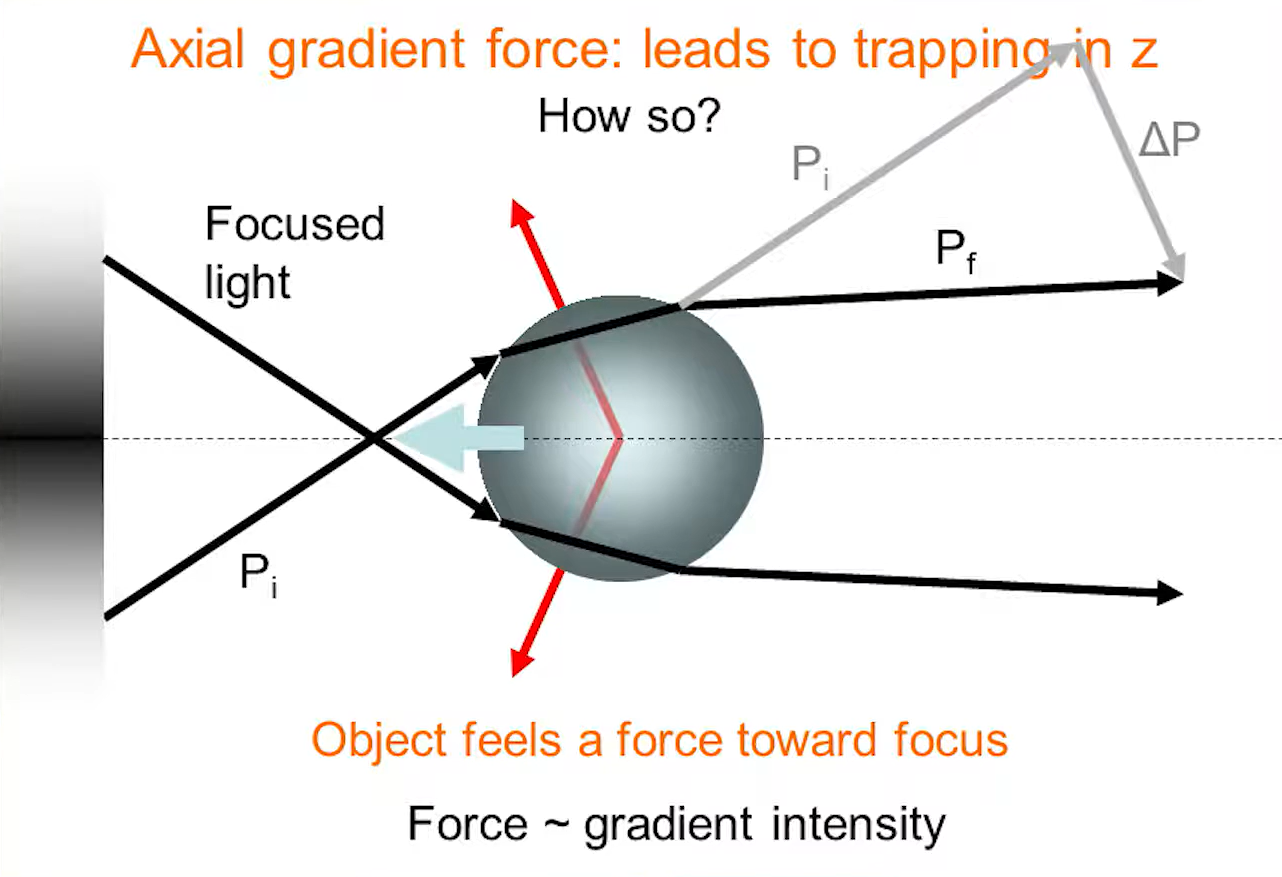 Axial gradient force: leads to trapping in z
How so?
Pi
ΔP
Focused
light
Pf
Pi
Object feels a force toward focus
Force ~ gradient intensity